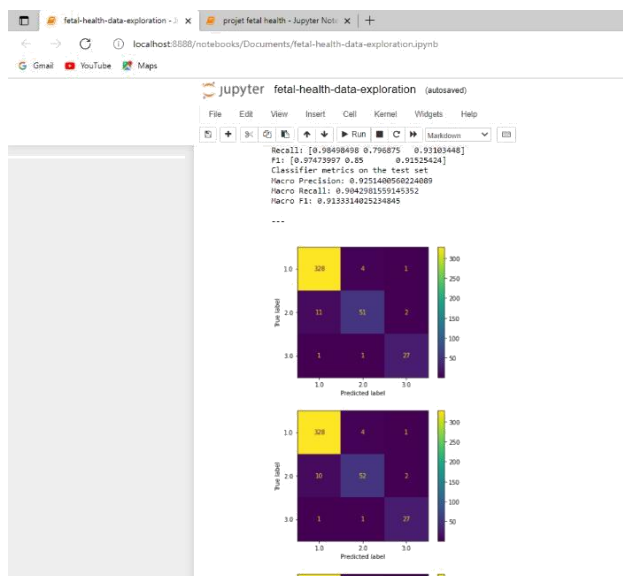 fetal-health-data-exploration - J
projet fetal health - Jupyter Note
localhost:8888/notebooks/Documents/fetal-health-data-exploration.ipynb
Gmail YouTube Maps
jupyter fetal-health-data-exploration (autosaved)
File Edit View Insert Cell Kernel Widgets Help
Run Markdown
Recall: [0.98498498 0.796875 0.93103448]
F1: [0.97473997 0.85 0.91525424]
Classifier metrics on the test set
Macro Precision: 0.9251400560224089
Macro Recall: 0.9042981559145352
Macro F1: 0.9133314025234845
---
1.0 328 4 1
2.0 11 51 2
3.0 1 1 27
1.0 2.0 3.0
True label
Predicted label
300
250
200
150
100
50
1.0 328 4 1
2.0 10 52 2
3.0 1 1 27
1.0 2.0 3.0
True label
Predicted label
300
250
200
150
100
50